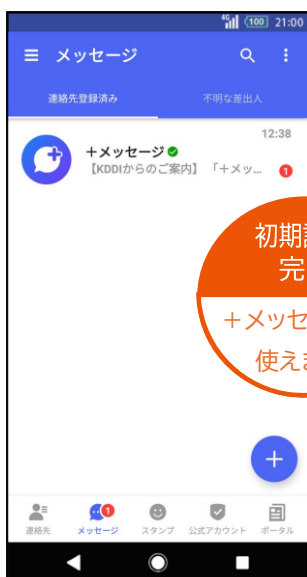 4G 100 21:00
メッセージ
連絡先登録済み 不明な差出人
12:38
+メッセージ
【KDDIからのご案内】 「+メッ... 1
初期
完
+メッセ
使え
1
連絡先 メッセージ スタンプ 公式アカウント ポータル